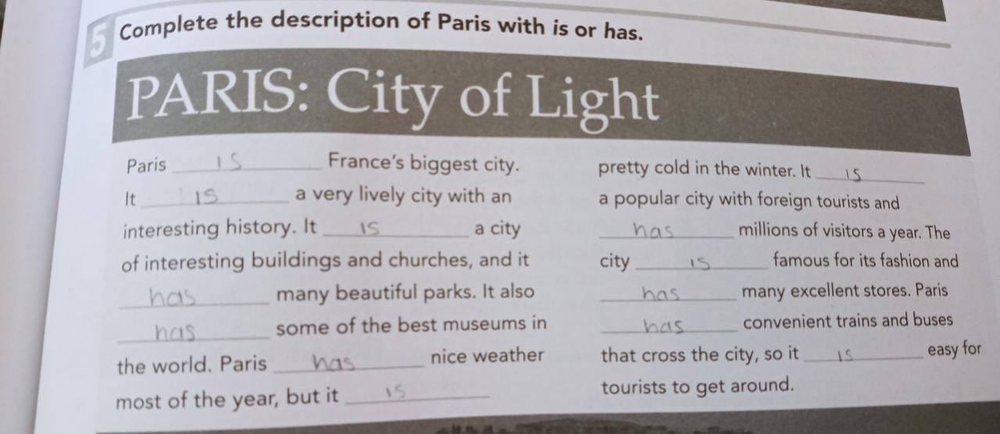 5 Complete the description of Paris with is or has.
PARIS: City of Light
Paris is France's biggest city.
It is a very lively city with an
interesting history. It is a city
of interesting buildings and churches, and it
has many beautiful parks. It also
has some of the best museums in
the world. Paris has nice weather
most of the year, but it is
pretty cold in the winter. It is
a popular city with foreign tourists and
has millions of visitors a year. The
city is famous for its fashion and
has many excellent stores. Paris
has convenient trains and buses
that cross the city, so it is easy for
tourists to get around.